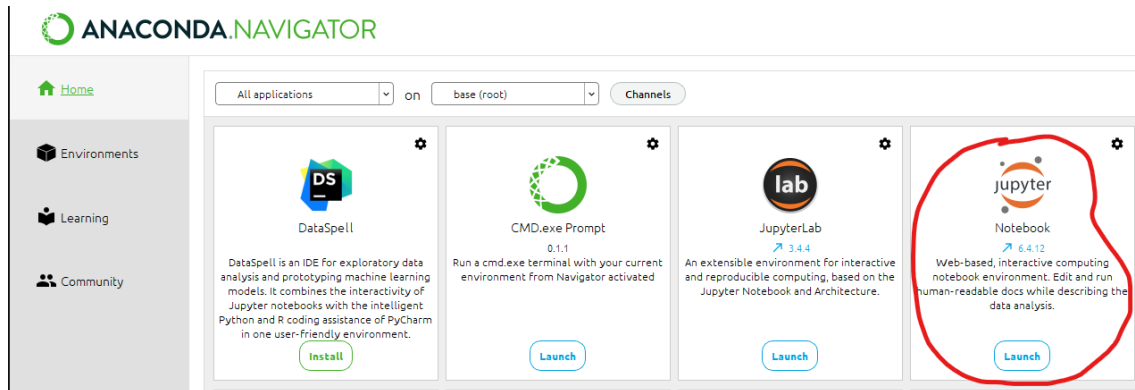 ANACONDA.NAVIGATOR
Home
All applications
on
base (root)
Channels
Environments
Learning
Community
DS
DataSpell
DataSpell is an IDE for exploratory data
analysis and prototyping machine learning
models. It combines the interactivity of
Jupyter notebooks with the intelligent
Python and R coding assistance of PyCharm
in one user-friendly environment.
Install
CMD.exe Prompt
0.1.1
Run a cmd.exe terminal with your current
environment from Navigator activated
Launch
lab
JupyterLab
3.4.4
An extensible environment for interactive
and reproducible computing, based on the
Jupyter Notebook and Architecture.
Launch
jupyter
Notebook
6.4.12
Web-based, interactive computing
notebook environment. Edit and run
human-readable docs while describing the
data analysis.
Launch